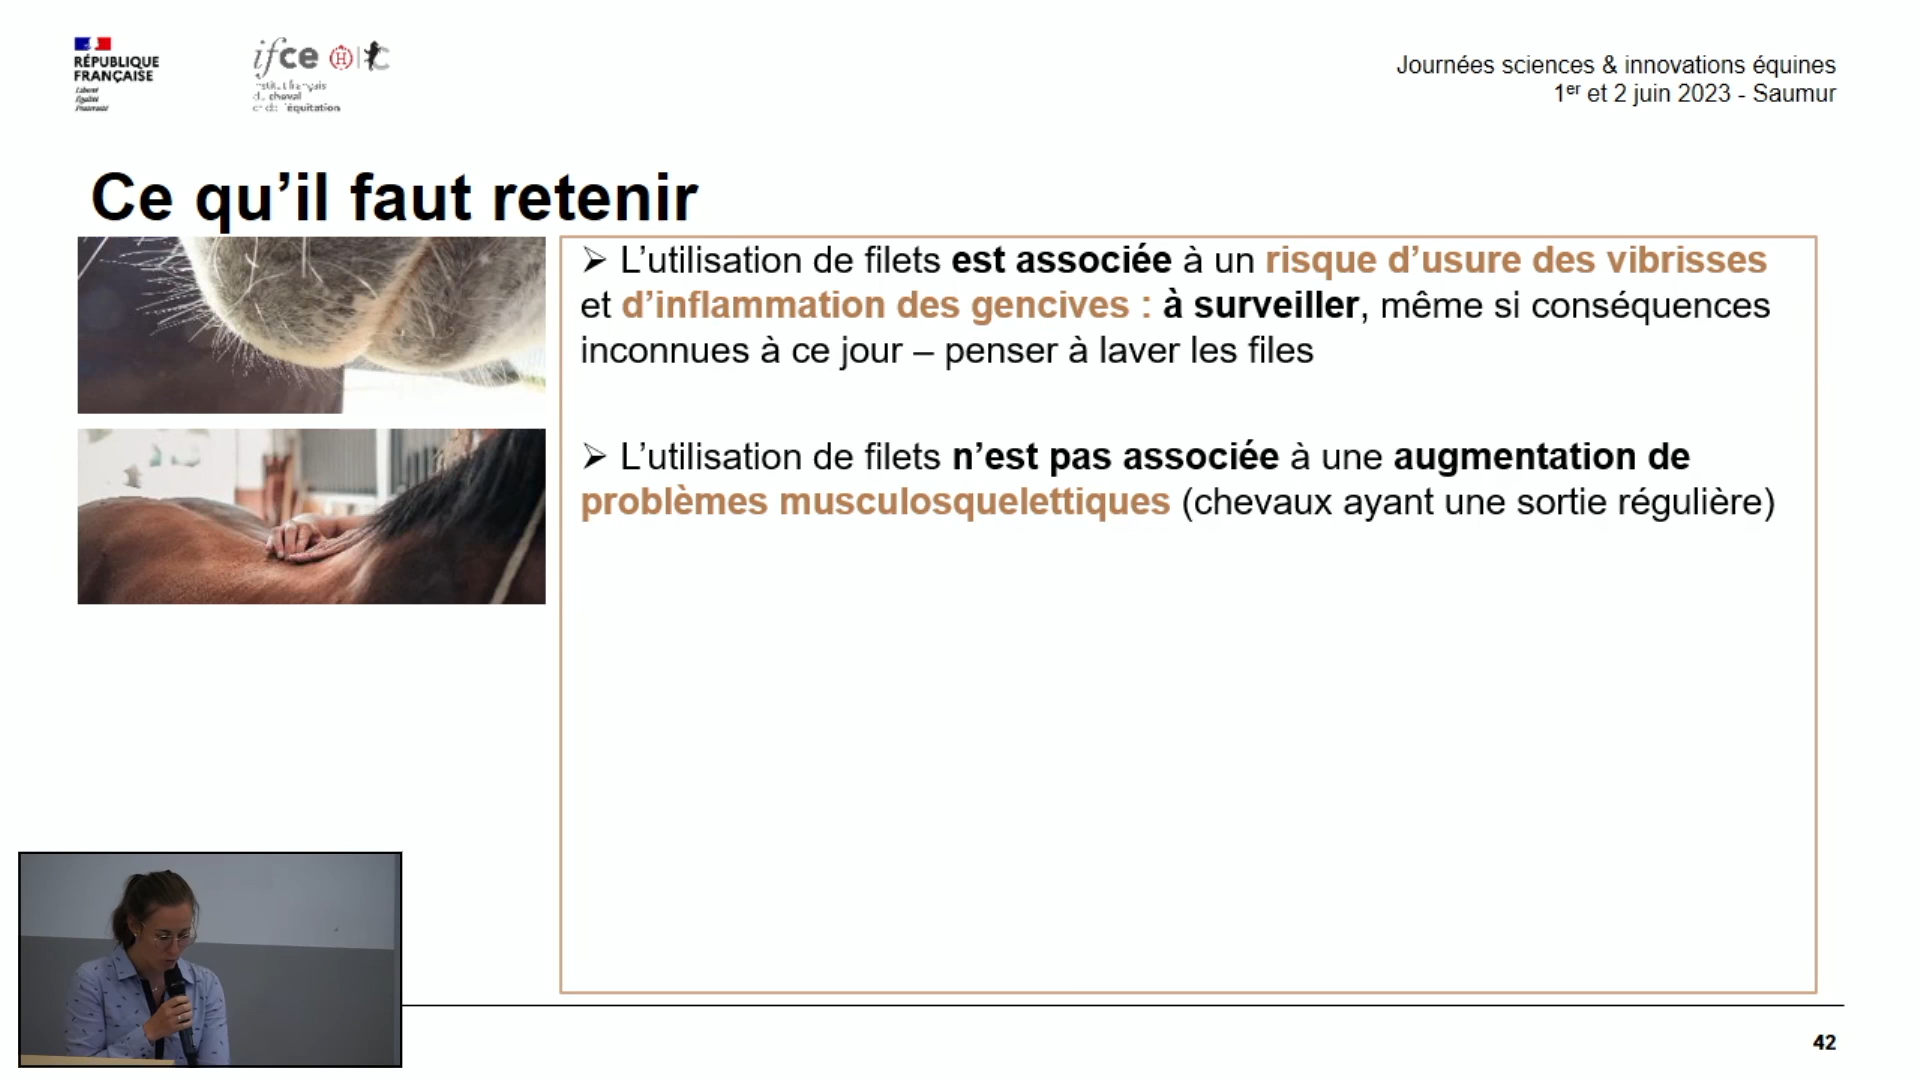 RÉPUBLIQUE
FRANÇAISE
Liberté
Égalité
Fraternité
ifce
institut français
du cheval
et de l'équitation
Journées sciences & innovations équines
1er et 2 juin 2023 - Saumur
Ce qu'il faut retenir
➢ L'utilisation de filets est associée à un risque d'usure des vibrisses
et d'inflammation des gencives : à surveiller, même si conséquences
inconnues à ce jour – penser à laver les files
➢ L'utilisation de filets n'est pas associée à une augmentation de
problèmes musculosquelettiques (chevaux ayant une sortie régulière)
42